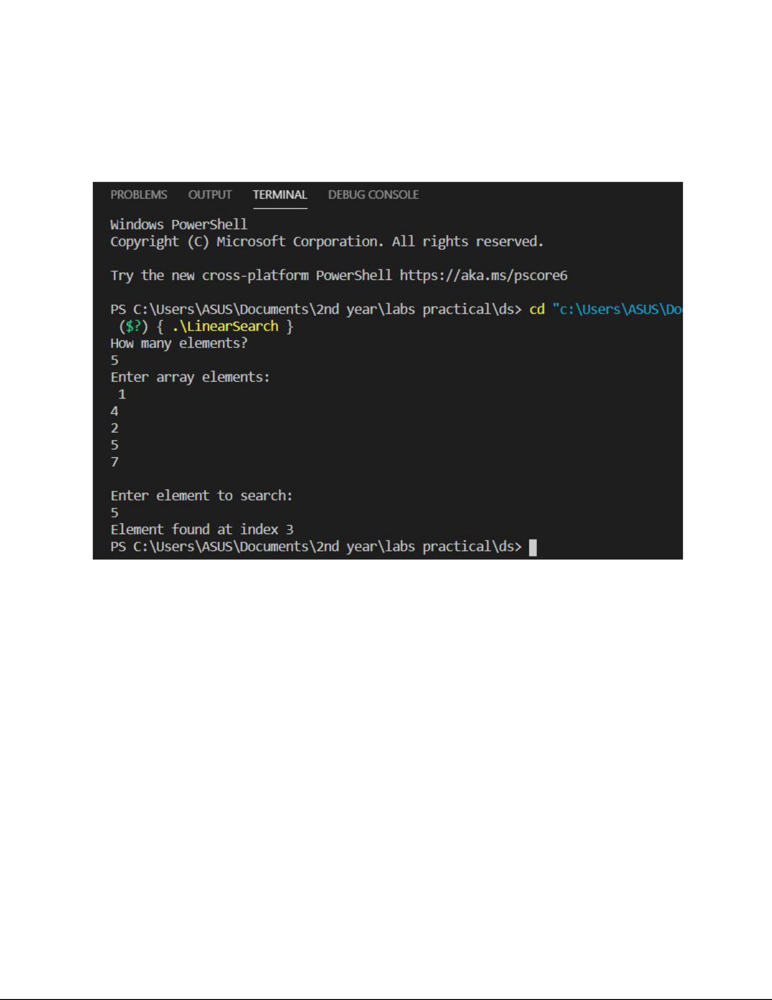 PROBLEMS OUTPUT TERMINAL DEBUG CONSOLE
Windows PowerShell
Copyright (C) Microsoft Corporation. All rights reserved.
Try the new cross-platform PowerShell https://aka.ms/pscore6
PS C:\Users\ASUS\Documents\2nd year\labs practical\ds> cd "c:\Users\ASUS\Do
($?) { .\LinearSearch }
How many elements?
5
Enter array elements:
1
4
2
5
7
Enter element to search:
5
Element found at index 3
PS C:\Users\ASUS\Documents\2nd year\labs practical\ds>